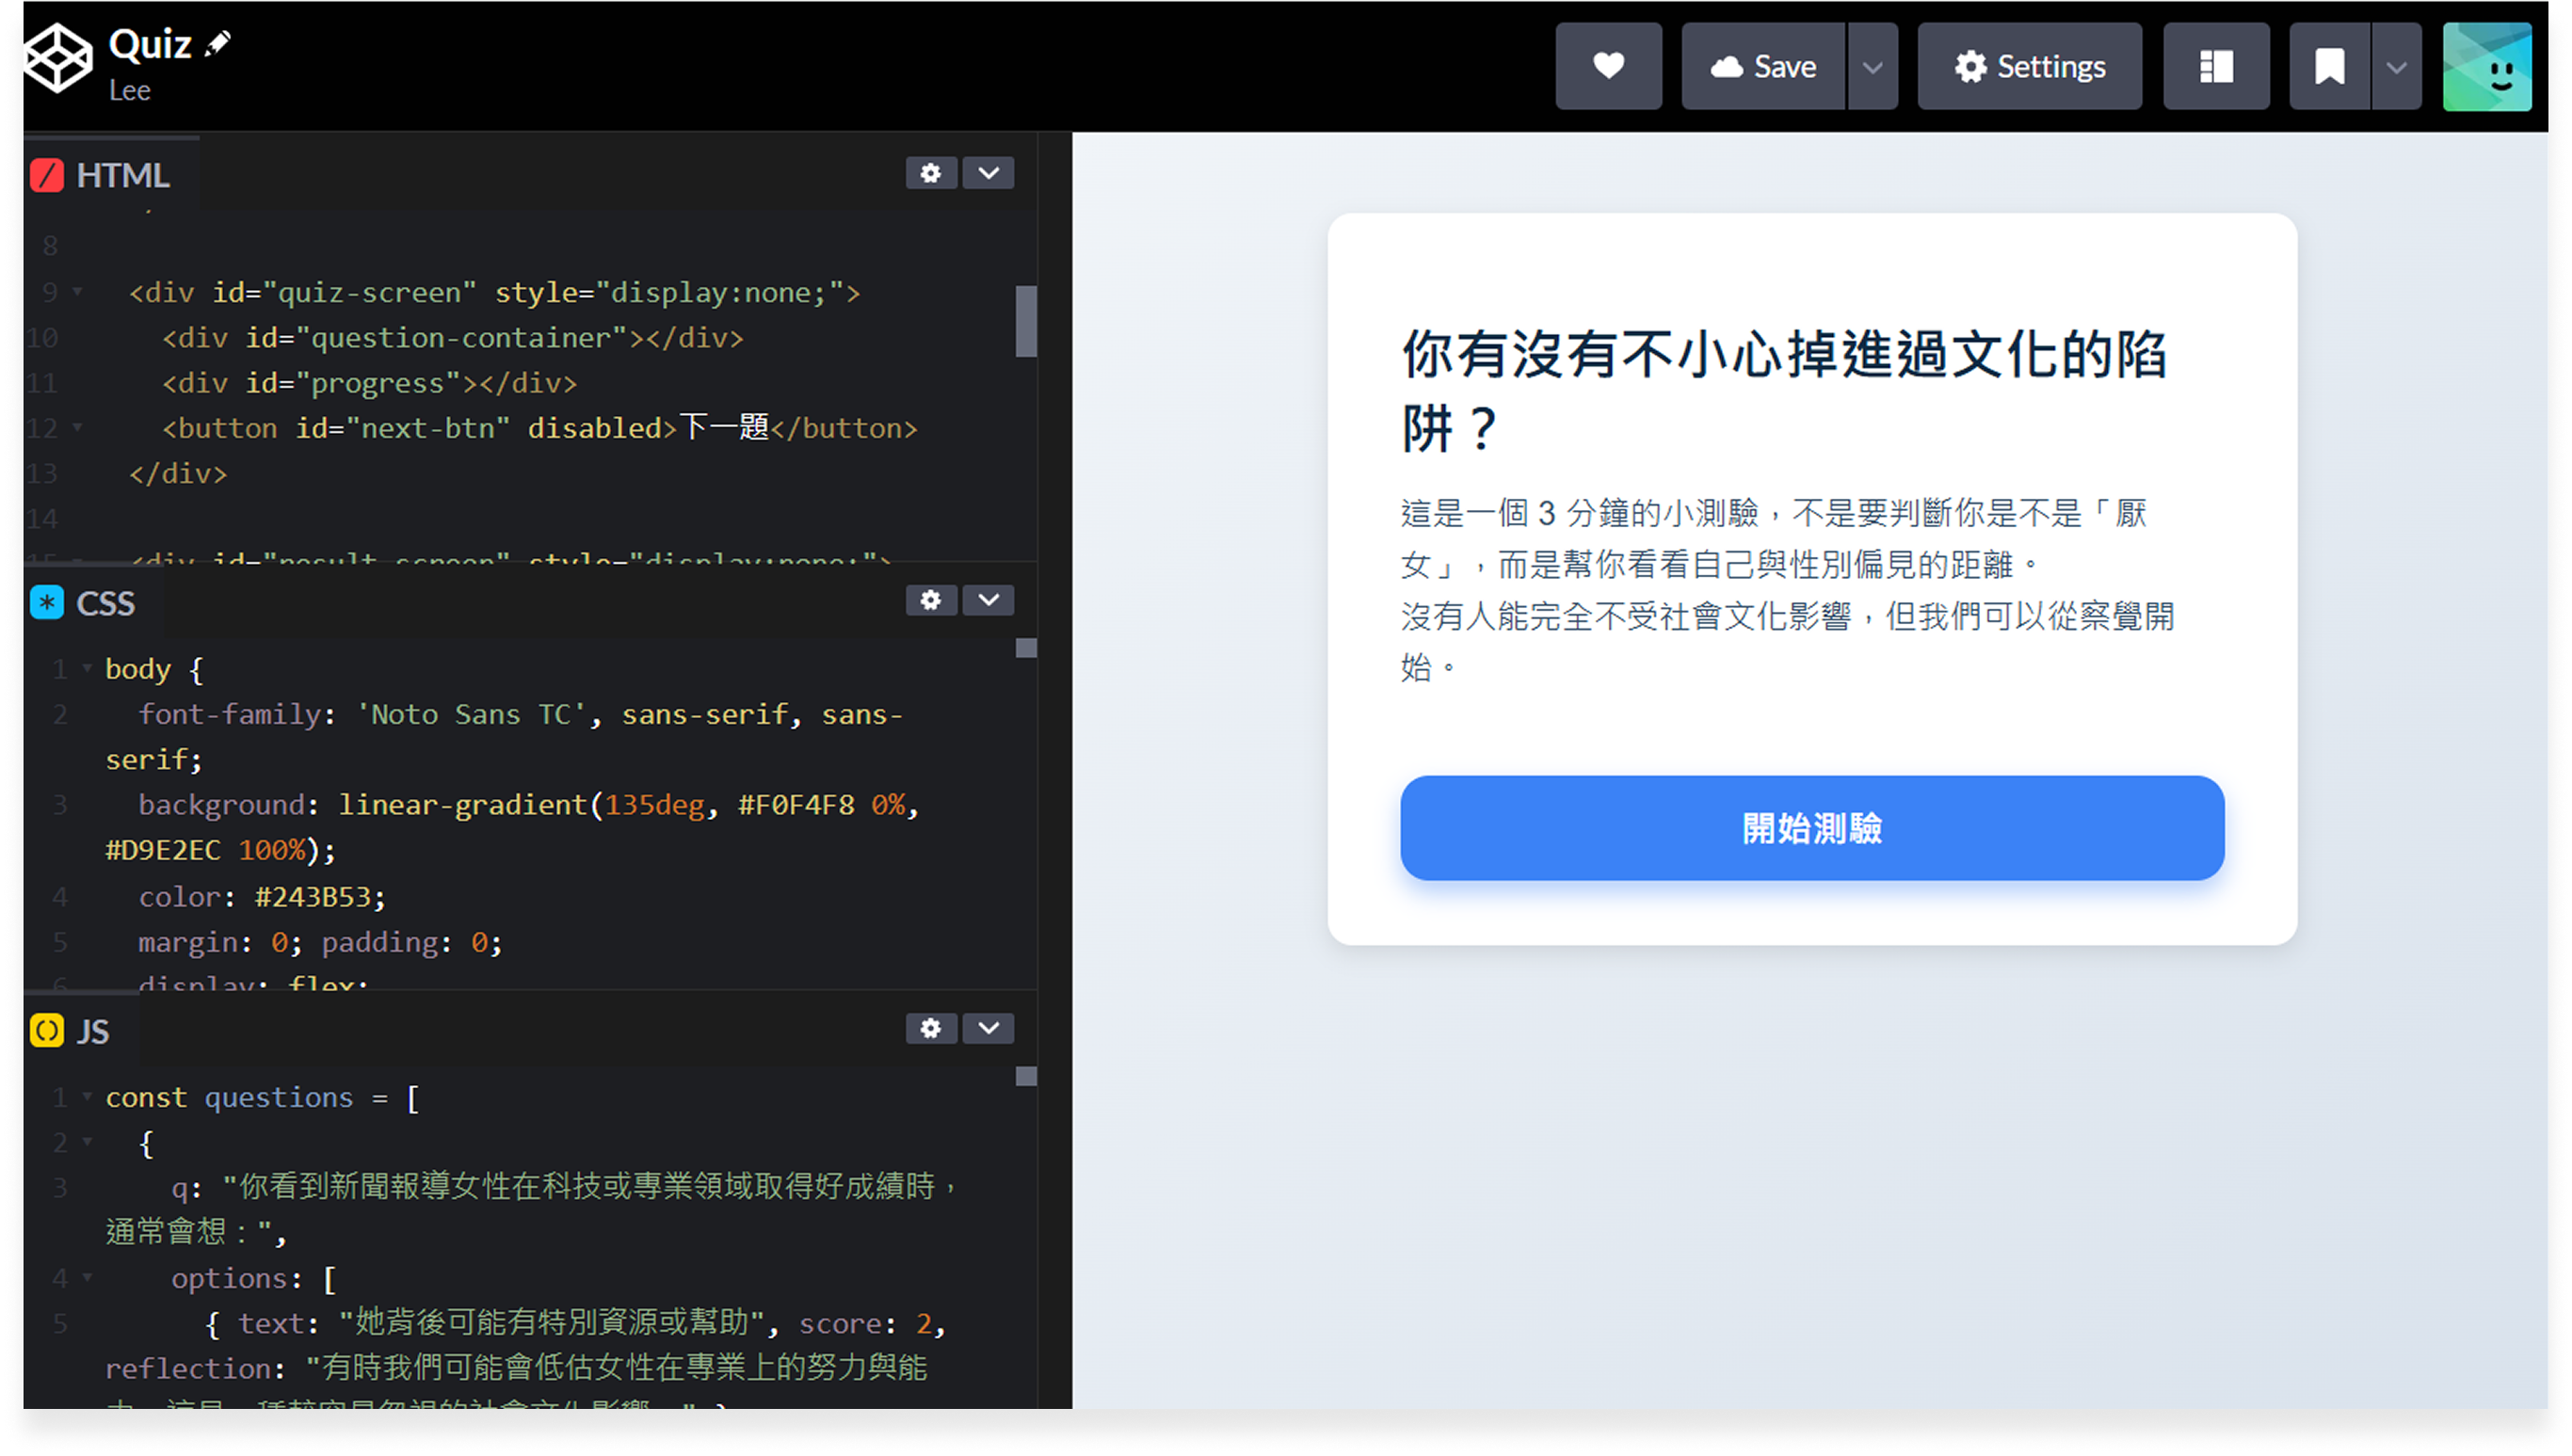 Quiz
Lee
Save
Settings
HTML
8
9 <div id="quiz-screen" style="display:none;">
10 <div id="question-container"></div>
11 <div id="progress"></div>
12 <button id="next-btn" disabled>下一題</button>
13 </div>
14
15 <div id="result-screen" style="display:none;">
CSS
1 body {
2 font-family: 'Noto Sans TC', sans-serif, sans-
serif;
3 background: linear-gradient(135deg, #F0F4F8 0%,
#D9E2EC 100%);
4 color: #243B53;
5 margin: 0; padding: 0;
6 display: flex;
JS
1 const questions = [
2 {
3 q: "你看到新聞報導女性在科技或專業領域取得好成績時，
通常會想：",
4 options: [
5 { text: "她背後可能有特別資源或幫助", score: 2,
reflection: "有時我們可能會低估女性在專業上的努力與能
你有沒有不小心掉進過文化的陷
阱？
這是一個 3 分鐘的小測驗，不是要判斷你是不是「厭
女」，而是幫你看看自己與性別偏見的距離。
沒有人能完全不受社會文化影響，但我們可以從察覺開
始。
開始測驗